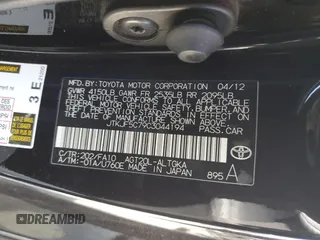 MFD. BY: TOYOTA MOTOR CORPORATION 04/12
GVWR 4150LB GAWR FR 2535LB RR 2095LB
THIS VEHICLE CONFORMS TO ALL APPLICABLE
FEDERAL MOTOR VEHICLE SAFETY, BUMPER, AND
THEFT PREVENTION STANDARDS IN EFFECT ON
THE DATE OF MANUFACTURE SHOWN ABOVE.
JTKJF5C79C3044194 PASS.CAR
C/TR: 202/FA10 AGT20L-ALTGKA
A/TM: -01A/U760E MADE IN JAPAN
895 A
3 E